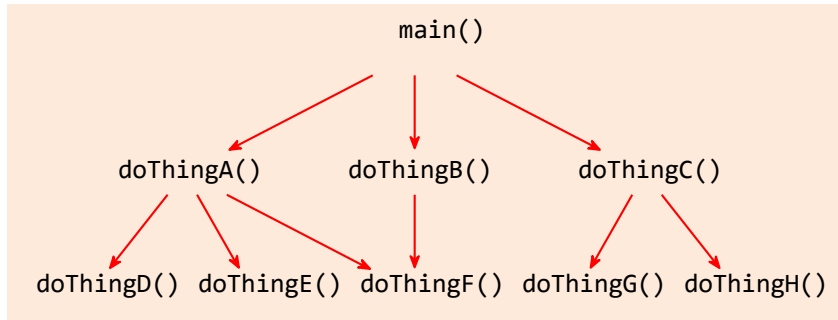 main()
doThingA() doThingB() doThingC()
doThingD() doThingE() doThingF() doThingG() doThingH()